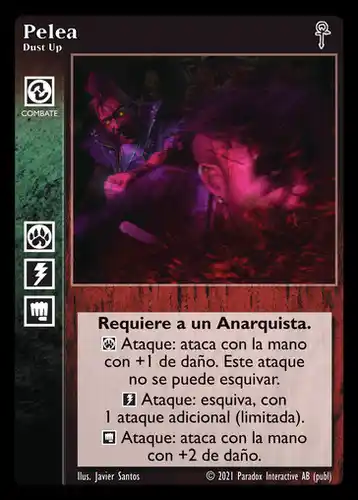 Pelea
Dust Up
COMBATE
Requiere a un Anarquista.
Ataque: ataca con la mano
con +1 de daño. Este ataque
no se puede esquivar.
Ataque: esquiva, con
1 ataque adicional (limitada).
Ataque: ataca con la mano
con +2 de daño.
Ilus. Javier Santos
© 2021 Paradox Interactive AB (publ)